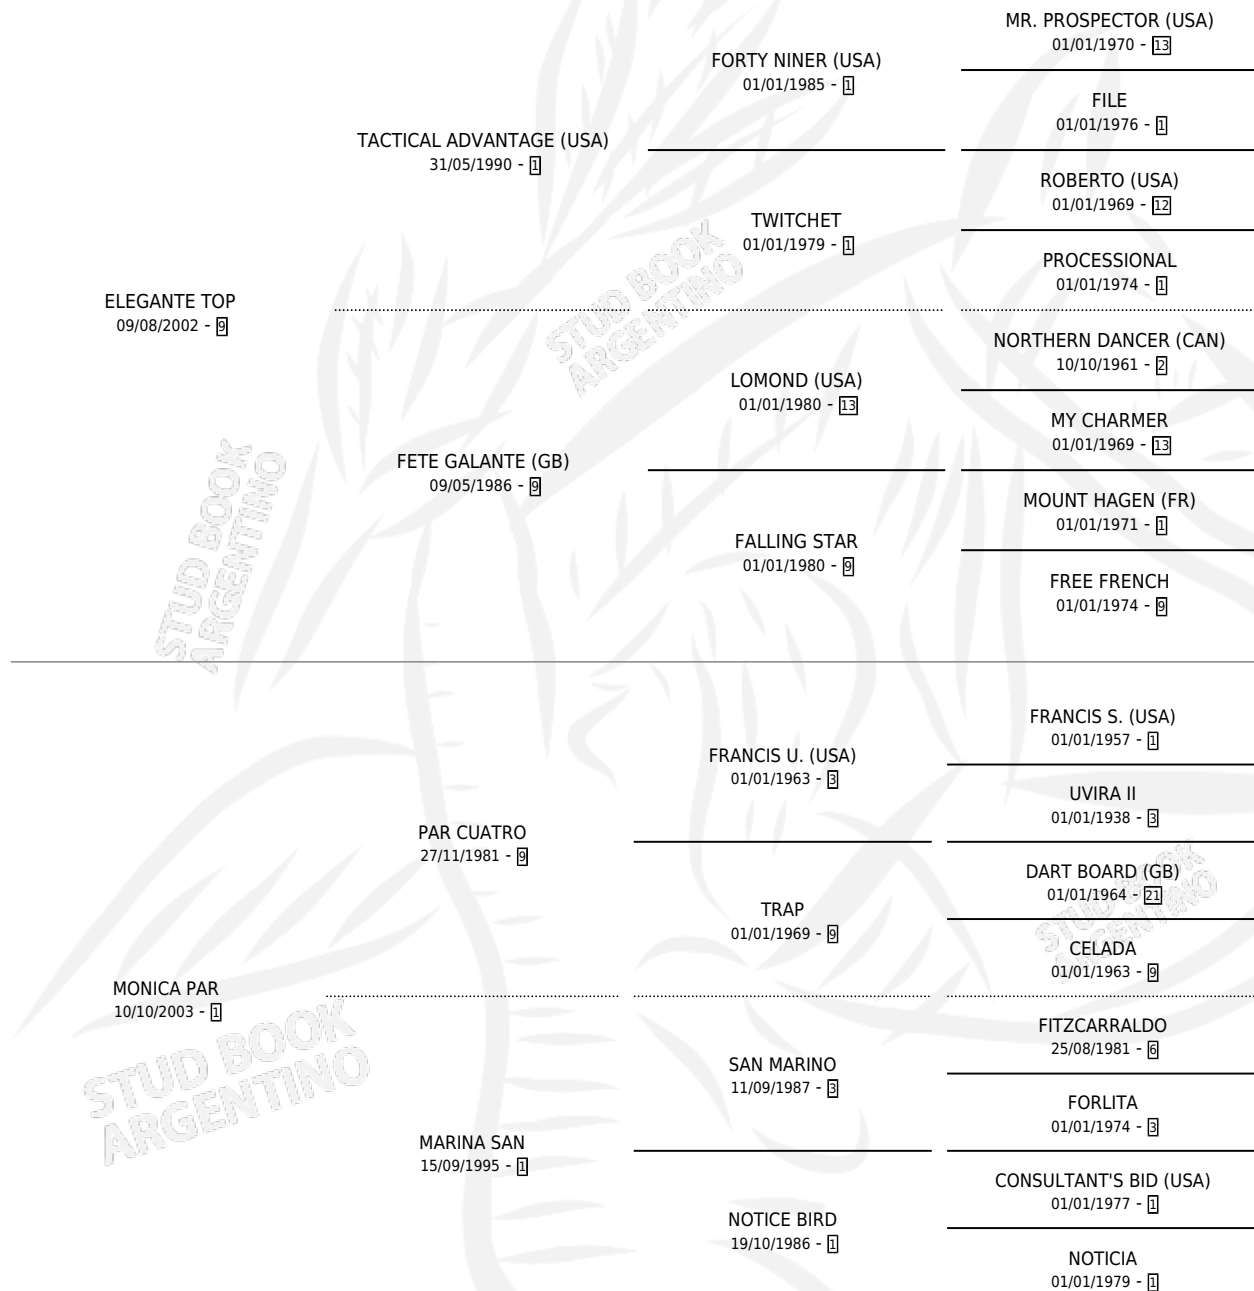 MR. PROSPECTOR (USA)
01/01/1970 - 13
FORTY NINER (USA)
01/01/1985 - 1
FILE
01/01/1976 - 1
TACTICAL ADVANTAGE (USA)
31/05/1990 - 1
ROBERTO (USA)
01/01/1969 - 12
TWITCHET
01/01/1979 - 1
PROCESSIONAL
01/01/1974 - 1
STUD BOOK
ARGENTINO
ELEGANTE TOP
09/08/2002 - 9
NORTHERN DANCER (CAN)
10/10/1961 - 2
LOMOND (USA)
01/01/1980 - 13
MY CHARMER
01/01/1969 - 13
FETE GALANTE (GB)
09/05/1986 - 9
MOUNT HAGEN (FR)
01/01/1971 - 1
FALLING STAR
01/01/1980 - 9
FREE FRENCH
01/01/1974 - 9
STUD BOOK
ARGENTINO
FRANCIS S. (USA)
01/01/1957 - 1
FRANCIS U. (USA)
01/01/1963 - 3
UVIRA II
01/01/1938 - 3
PAR CUATRO
27/11/1981 - 9
DART BOARD (GB)
01/01/1964 - 21
TRAP
01/01/1969 - 9
CELADA
01/01/1963 - 9
STUD BOOK
ARGENTINO
MONICA PAR
10/10/2003 - 1
FITZCARRALDO
25/08/1981 - 6
SAN MARINO
11/09/1987 - 3
FORLITA
01/01/1974 - 3
MARINA SAN
15/09/1995 - 1
CONSULTANT'S BID (USA)
01/01/1977 - 1
NOTICE BIRD
19/10/1986 - 1
NOTICIA
01/01/1979 - 1
STUD BOOK
ARGENTINO